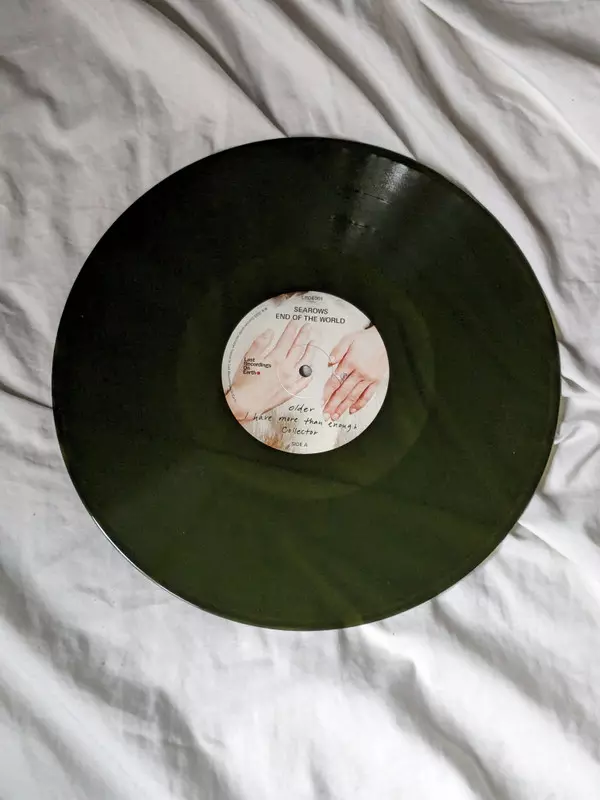 SEAROWS
END OF THE WORLD
Last
Recordings
On
Earth
older
have more than enough
Collector
SIDE A